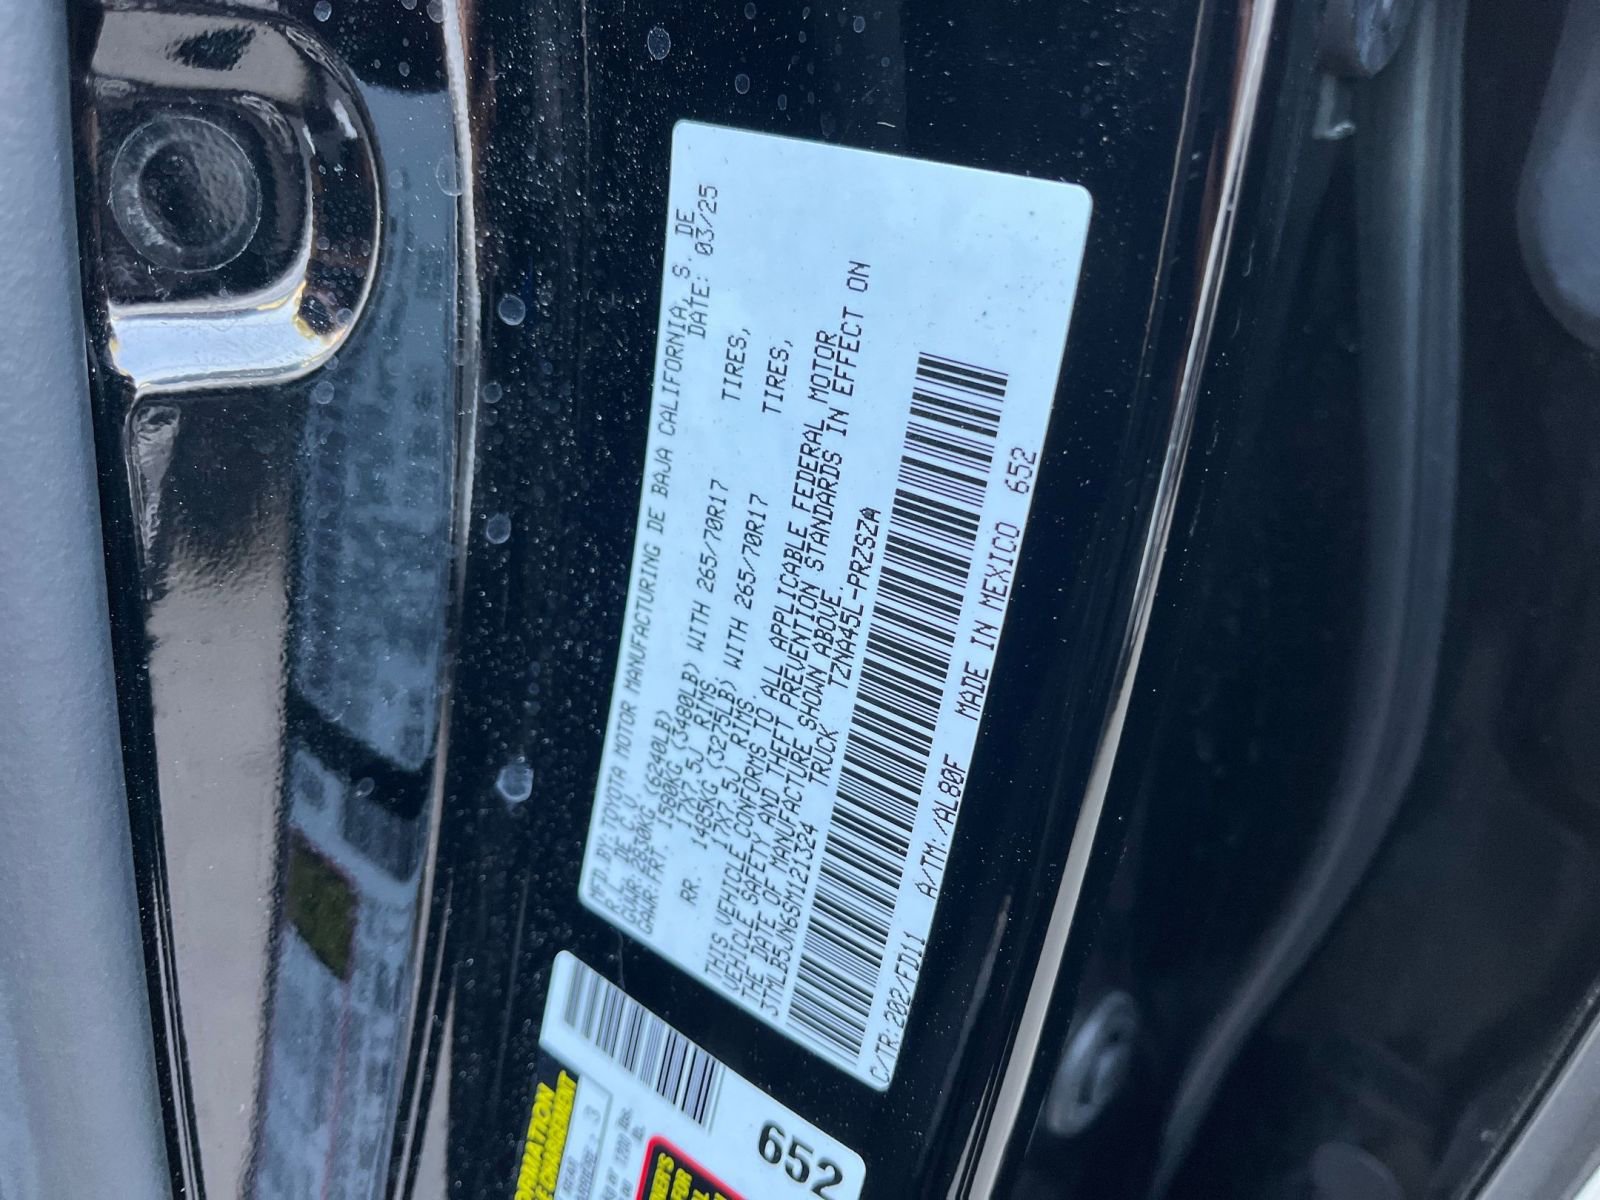 MFD.BY:TOYOTA MOTOR MANUFACTURING DE BAJA CALIFORNIA,S. DE
R.L. DE C.V. DATE: 03/25
GVWR:2830KG (6240LB)
GAWR:FRT. 1580KG (3480LB) WITH 265/70R17 TIRES,
17X7.5J RIMS
RR. 1485KG (3275LB) WITH 265/70R17 TIRES,
17X7.5J RIMS
THIS VEHICLE CONFORMS TO ALL APPLICABLE FEDERAL MOTOR
VEHICLE SAFETY AND THEFT PREVENTION STANDARDS IN EFFECT ON
THE DATE OF MANUFACTURE SHOWN ABOVE.
3TMLB5JN6SM121324 TRUCK TZNA45L-PRZSZA
C/TR:202/FD11 A/TM:/AL80F MADE IN MEXICO 652
652